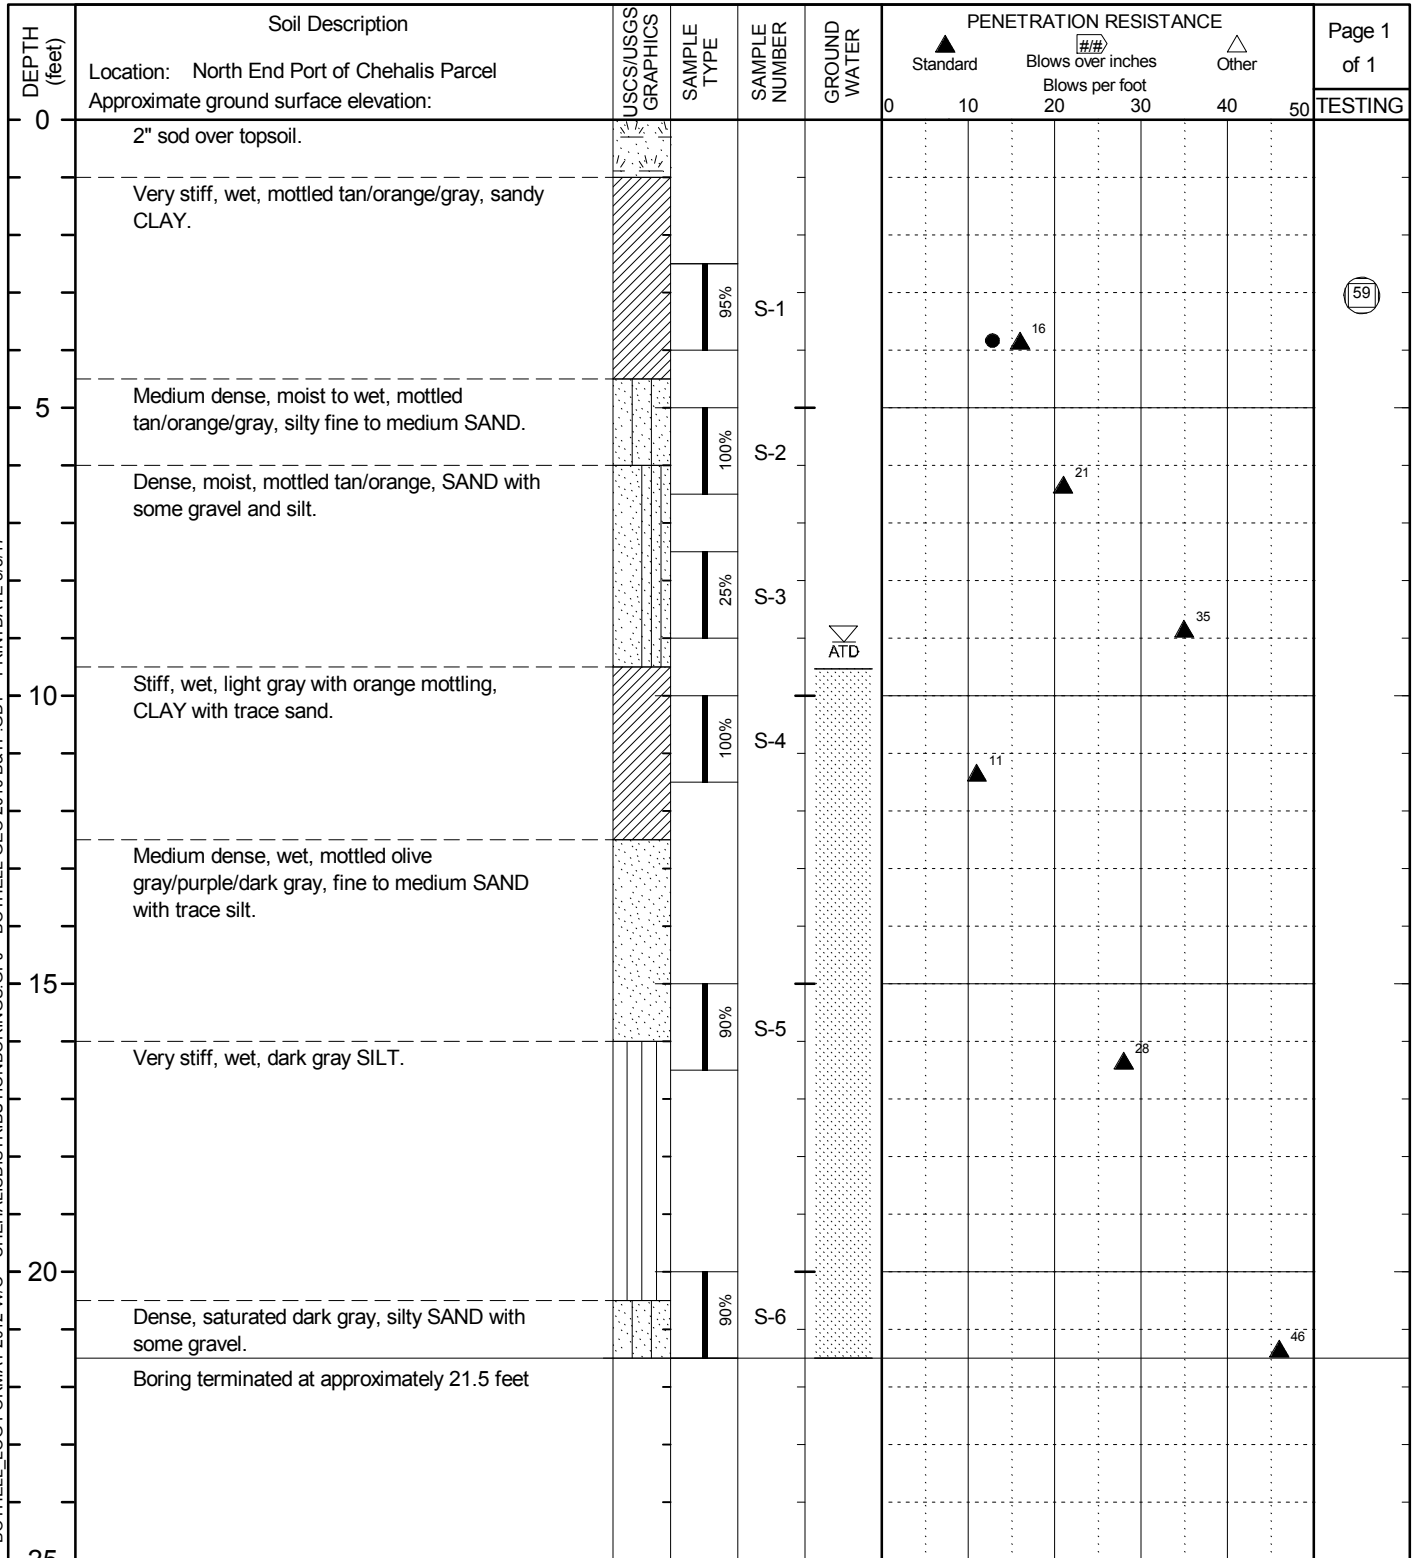 DEPTH
(feet)
Soil Description
Location: North End Port of Chehalis Parcel
Approximate ground surface elevation:
USCS/USGS
GRAPHICS
SAMPLE
TYPE
SAMPLE
NUMBER
GROUND
WATER
PENETRATION RESISTANCE
Standard
##
Blows over inches
Other
Blows per foot
0 10 20 30 40 50
Page 1
of 1
TESTING
0
2" sod over topsoil.
Very stiff, wet, mottled tan/orange/gray, sandy
CLAY.
95%
S-1
59
16
Medium dense, moist to wet, mottled
tan/orange/gray, silty fine to medium SAND.
5
100%
S-2
Dense, moist, mottled tan/orange, SAND with
some gravel and silt.
21
25%
S-3
35
ATD
Stiff, wet, light gray with orange mottling,
CLAY with trace sand.
10
100%
S-4
11
Medium dense, wet, mottled olive
gray/purple/dark gray, fine to medium SAND
with trace silt.
15
90%
S-5
Very stiff, wet, dark gray SILT.
28
20
90%
S-6
Dense, saturated dark gray, silty SAND with
some gravel.
46
Boring terminated at approximately 21.5 feet
25